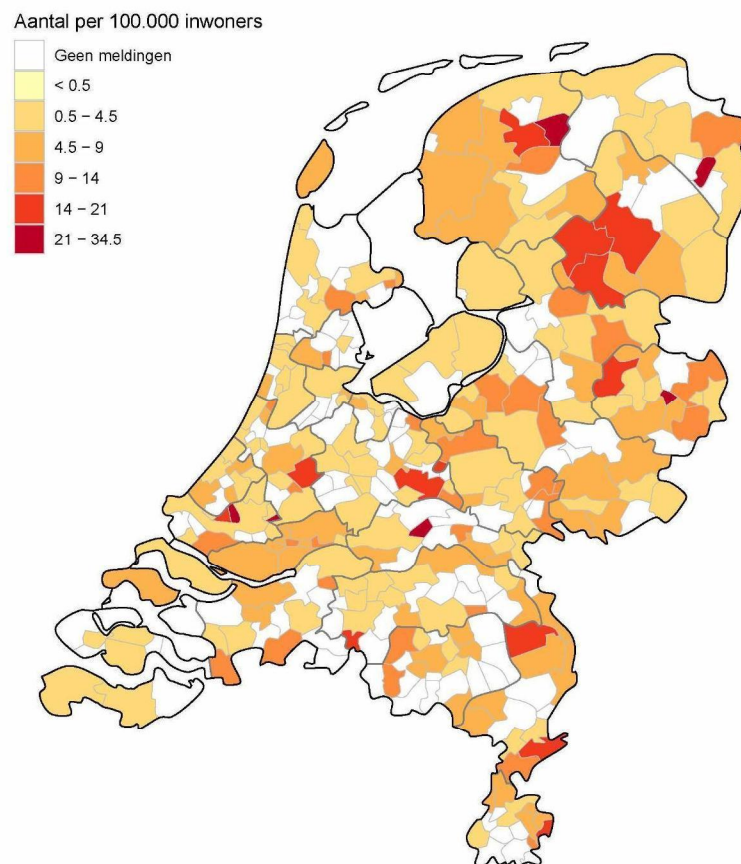 Aantal per 100.000 inwoners
Geen meldingen
< 0.5
0.5 − 4.5
4.5 − 9
9 − 14
14 − 21
21 − 34.5